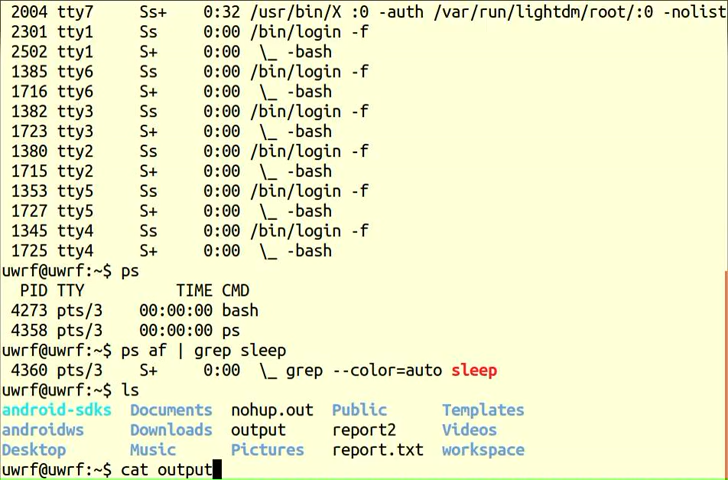 2004 tty7     Ss+    0:32 /usr/bin/X :0 -auth /var/run/lightdm/root/:0 -nolist
2301 tty1     Ss     0:00 /bin/login -f
2502 tty1     S+     0:00  \_ -bash
1385 tty6     Ss     0:00 /bin/login -f
1716 tty6     S+     0:00  \_ -bash
1382 tty3     Ss     0:00 /bin/login -f
1723 tty3     S+     0:00  \_ -bash
1380 tty2     Ss     0:00 /bin/login -f
1715 tty2     S+     0:00  \_ -bash
1353 tty5     Ss     0:00 /bin/login -f
1727 tty5     S+     0:00  \_ -bash
1345 tty4     Ss     0:00 /bin/login -f
1725 tty4     S+     0:00  \_ -bash
uwrf@uwrf:~$ ps
  PID TTY          TIME CMD
 4273 pts/3    00:00:00 bash
 4358 pts/3    00:00:00 ps
uwrf@uwrf:~$ ps af | grep sleep
 4360 pts/3    S+     0:00  \_ grep --color=auto sleep
uwrf@uwrf:~$ ls
android-sdks  Documents  nohup.out  Public      Templates
androidws     Downloads  output     report2     Videos
Desktop       Music      Pictures   report.txt  workspace
uwrf@uwrf:~$ cat output